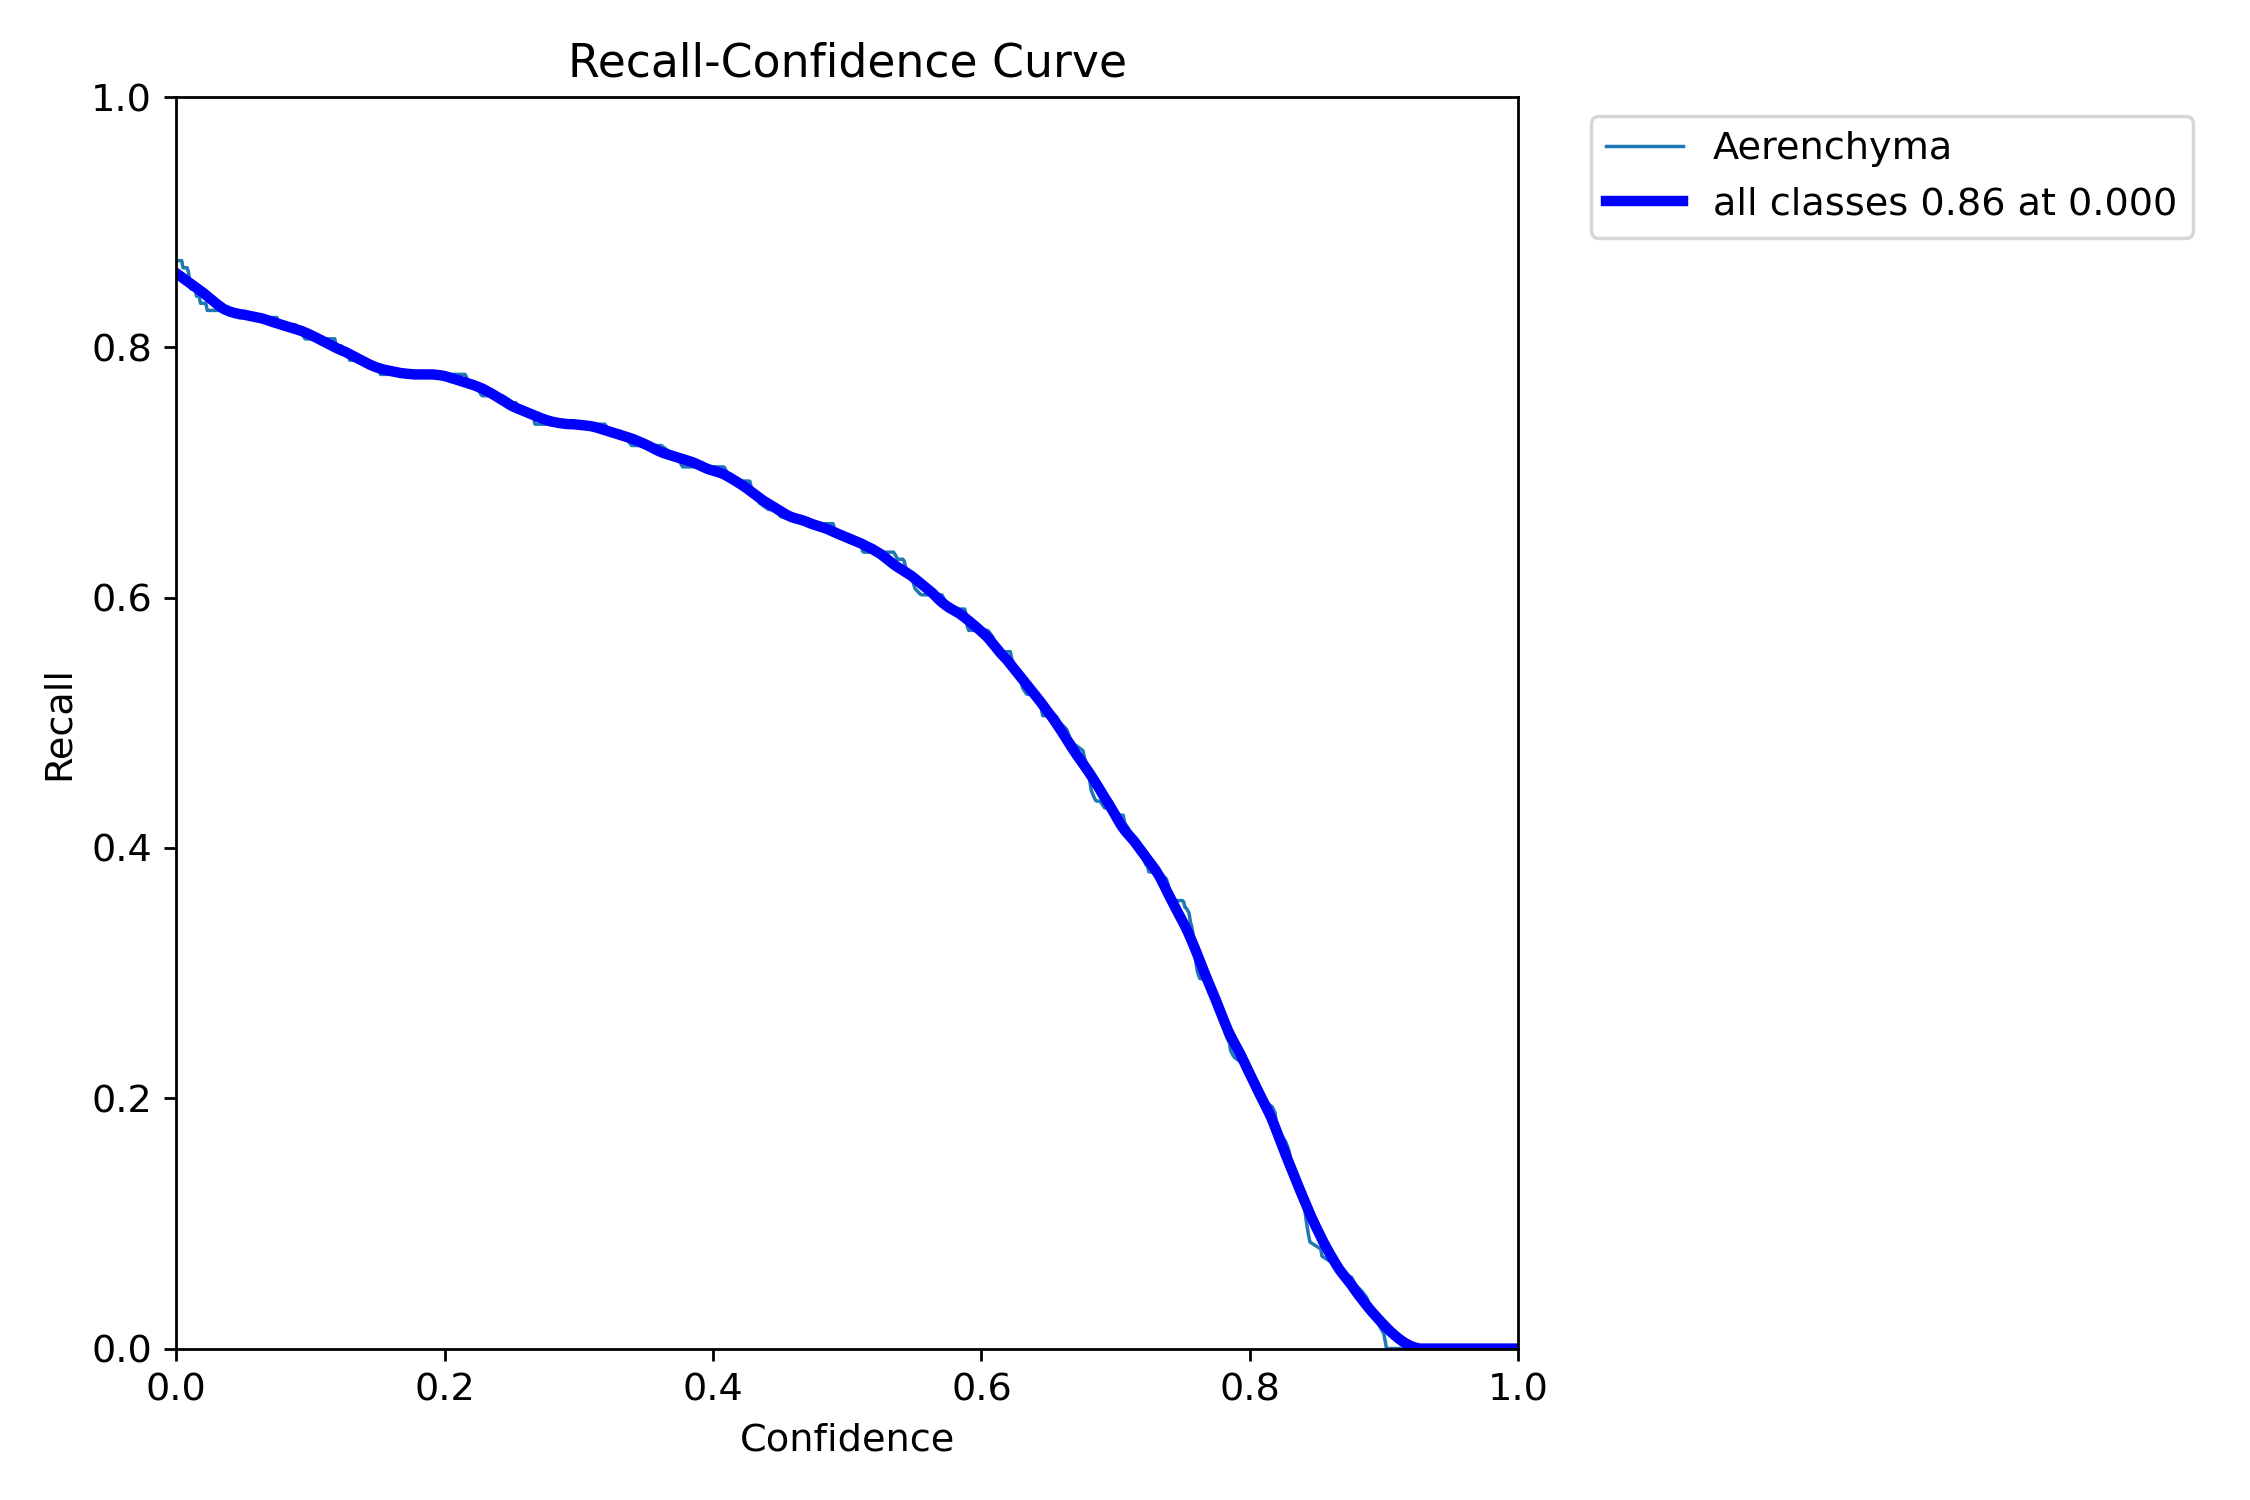 Recall-Confidence Curve
1.0
0.8
0.6
0.4
0.2
0.0
Recall
0.0 0.2 0.4 0.6 0.8 1.0
Confidence
Aerenchyma
all classes 0.86 at 0.000